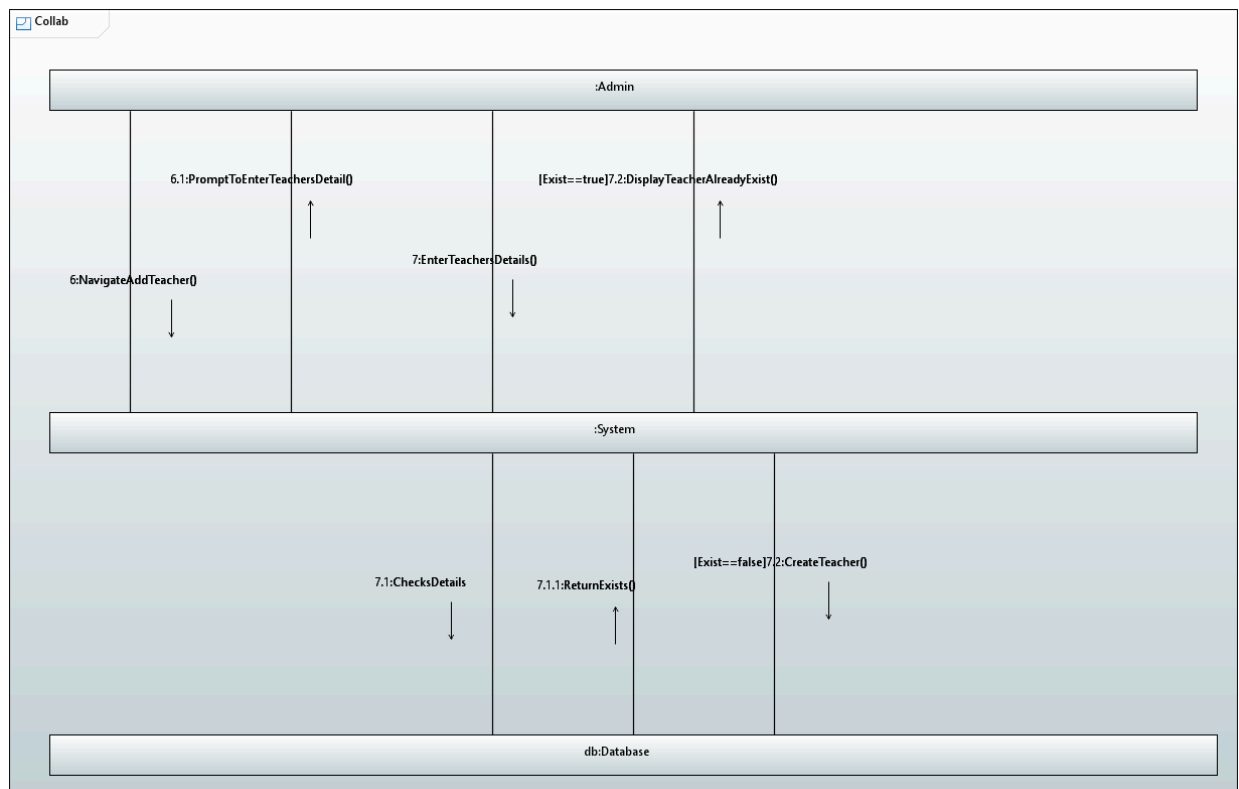 Collab
:Admin
6.1:PromptToEnterTeachersDetail()
[Exist==true]7.2:DisplayTeacherAlreadyExist()
7:EnterTeachersDetails()
6:NavigateAddTeacher()
:System
[Exist==false]7.2:CreateTeacher()
7.1:ChecksDetails
7.1.1:ReturnExists()
db:Database